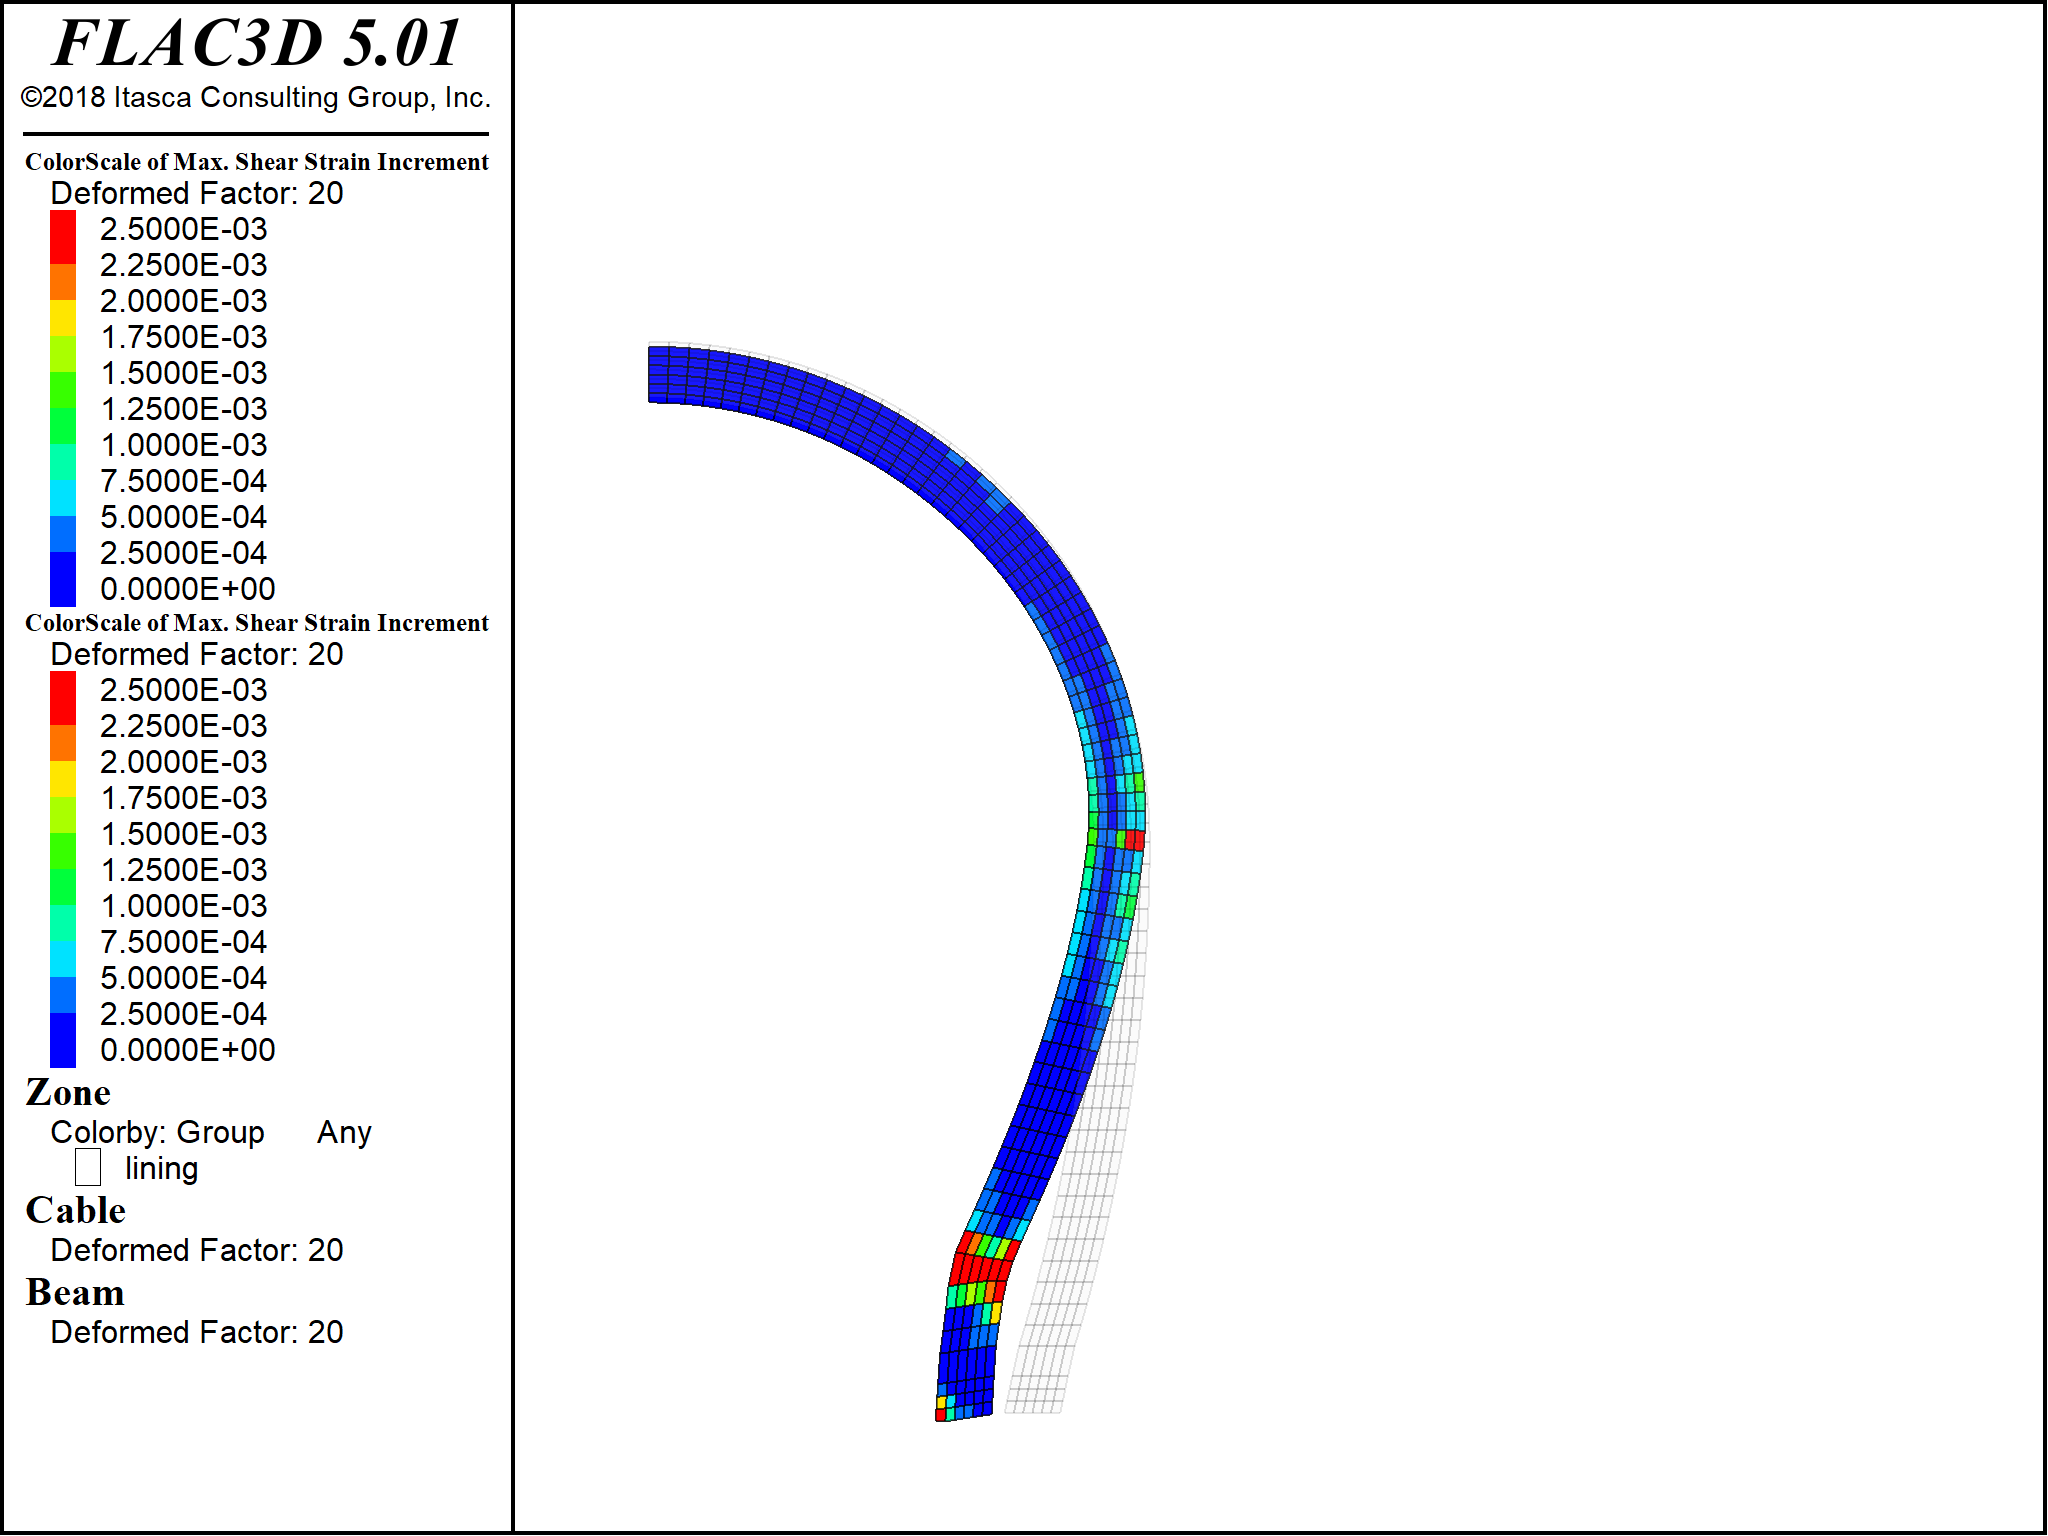 FLAC3D 5.01
©2018 Itasca Consulting Group, Inc.
ColorScale of Max. Shear Strain Increment
Deformed Factor: 20
2.5000E-03
2.2500E-03
2.0000E-03
1.7500E-03
1.5000E-03
1.2500E-03
1.0000E-03
7.5000E-04
5.0000E-04
2.5000E-04
0.0000E+00
ColorScale of Max. Shear Strain Increment
Deformed Factor: 20
2.5000E-03
2.2500E-03
2.0000E-03
1.7500E-03
1.5000E-03
1.2500E-03
1.0000E-03
7.5000E-04
5.0000E-04
2.5000E-04
0.0000E+00
Zone
Colorby: Group Any
lining
Cable
Deformed Factor: 20
Beam
Deformed Factor: 20